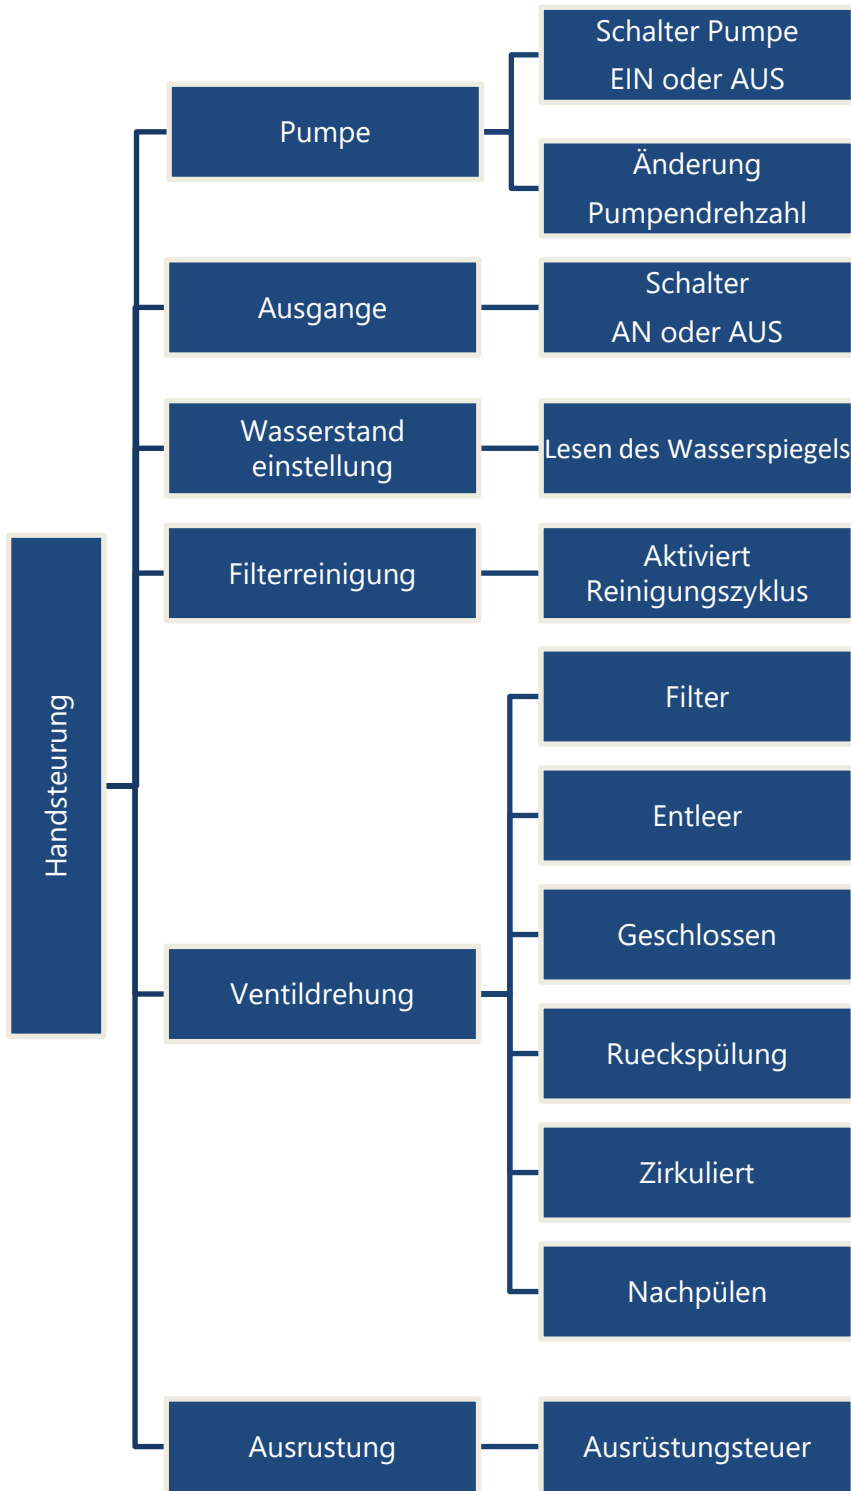 Handsteurung
Pumpe
Schalter Pumpe
EIN oder AUS
Änderung
Pumpendrehzahl
Ausgange
Schalter
AN oder AUS
Wasserstand
einstellung
Lesen des Wasserspiegels
Filterreinigung
Aktiviert
Reinigungszyklus
Ventildrehung
Filter
Entleer
Geschlossen
Rueckspülung
Zirkuliert
Nachpülen
Ausrustung
Ausrüstungsteuer